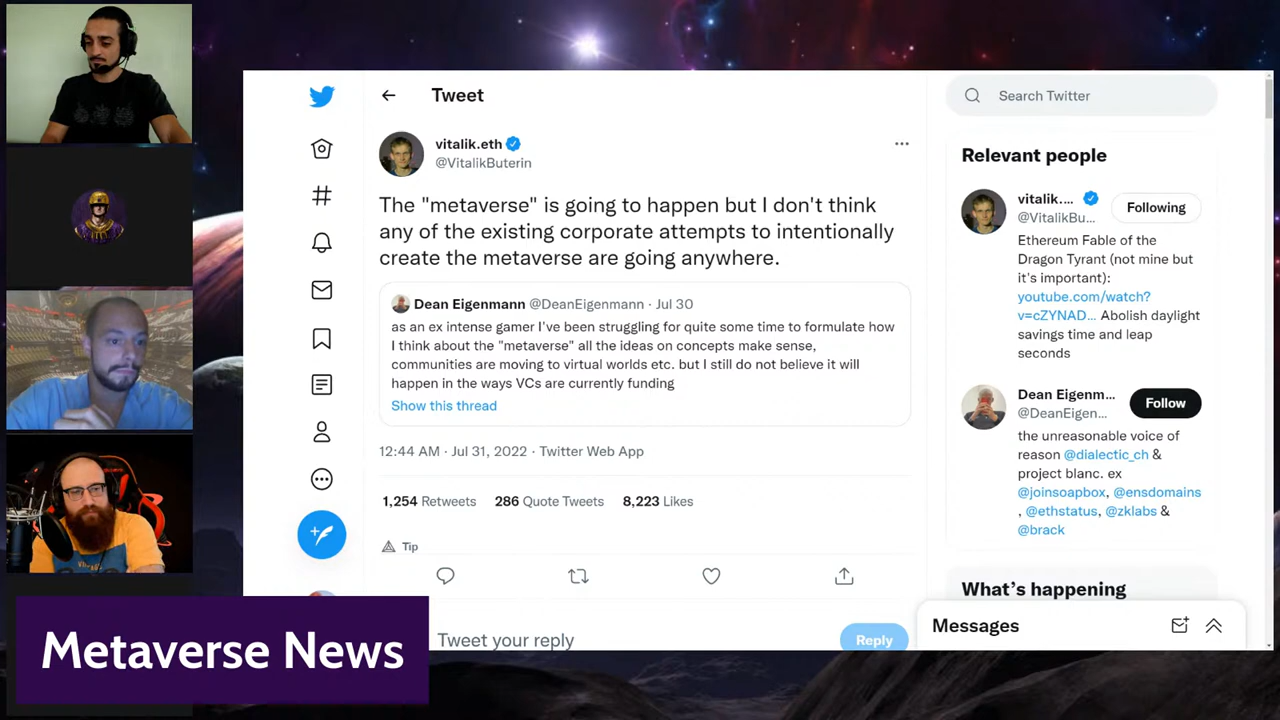 Tweet
Search Twitter
vitalik.eth
@VitalikButerin
The "metaverse" is going to happen but I don't think
any of the existing corporate attempts to intentionally
create the metaverse are going anywhere.
Dean Eigenmann @DeanEigenmann · Jul 30
as an ex intense gamer I've been struggling for quite some time to formulate how
I think about the "metaverse" all the ideas on concepts make sense,
communities are moving to virtual worlds etc. but I still do not believe it will
happen in the ways VCs are currently funding
Show this thread
12:44 AM · Jul 31, 2022 · Twitter Web App
1,254 Retweets 286 Quote Tweets 8,223 Likes
Tip
Tweet your reply
Reply
Relevant people
vitalik....
@VitalikBu...
Following
Ethereum Fable of the
Dragon Tyrant (not mine but
it's important):
youtube.com/watch?
v=cZYNAD... Abolish daylight
savings time and leap
seconds
Dean Eigenm...
@DeanEigen...
Follow
the unreasonable voice of
reason @dialectic_ch &
project blanc. ex
@joinsoapbox, @ensdomains
, @ethstatus, @zklabs &
@brack
What's happening
Messages
Metaverse News